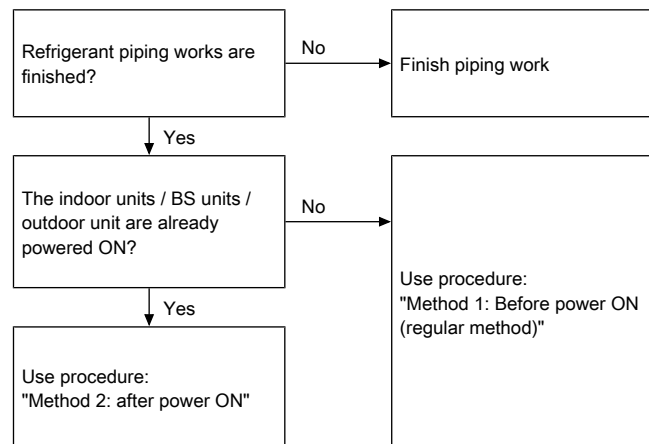 Refrigerant piping works are
finished?
No
Finish piping work
Yes
The indoor units / BS units /
outdoor unit are already
powered ON?
No
Use procedure:
"Method 1: Before power ON
(regular method)"
Yes
Use procedure:
"Method 2: after power ON"